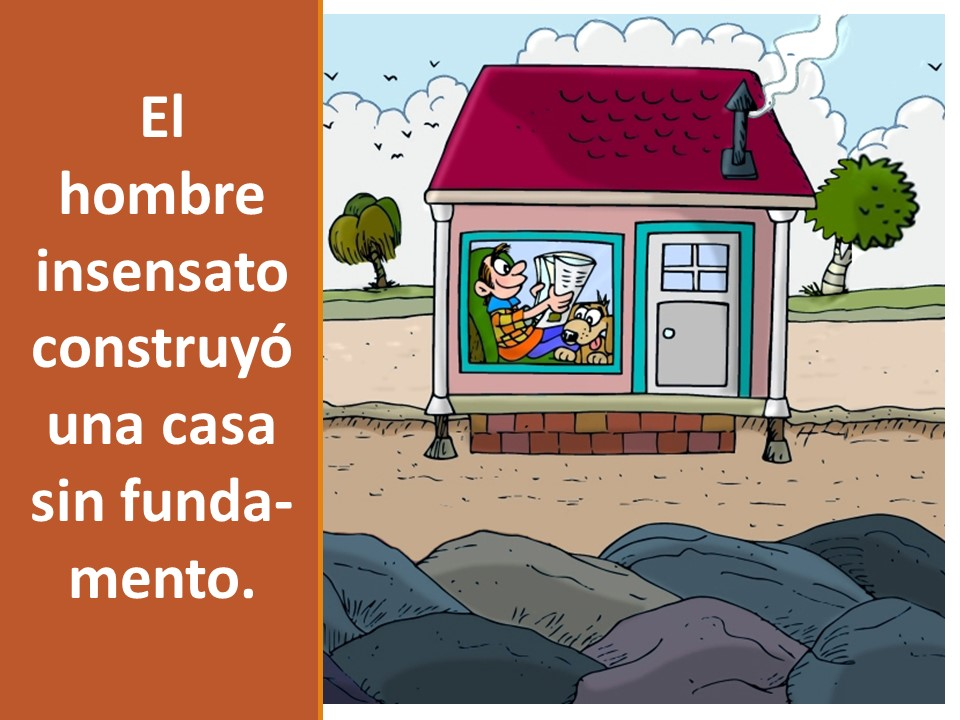 El
hombre
insensato
construyó
una casa
sin funda-
mento.